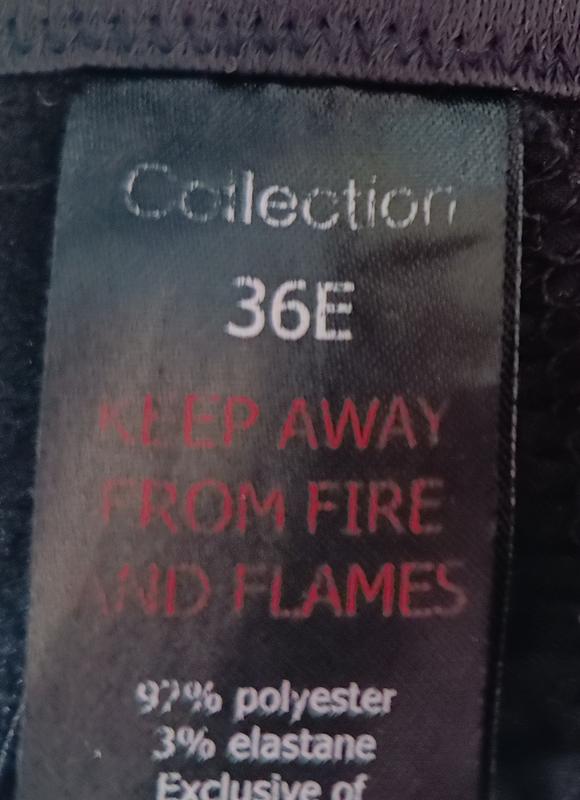 Collection
36E
KEEP AWAY
FROM FIRE
AND FLAMES
97% polyester
3% elastane
Exclusive of